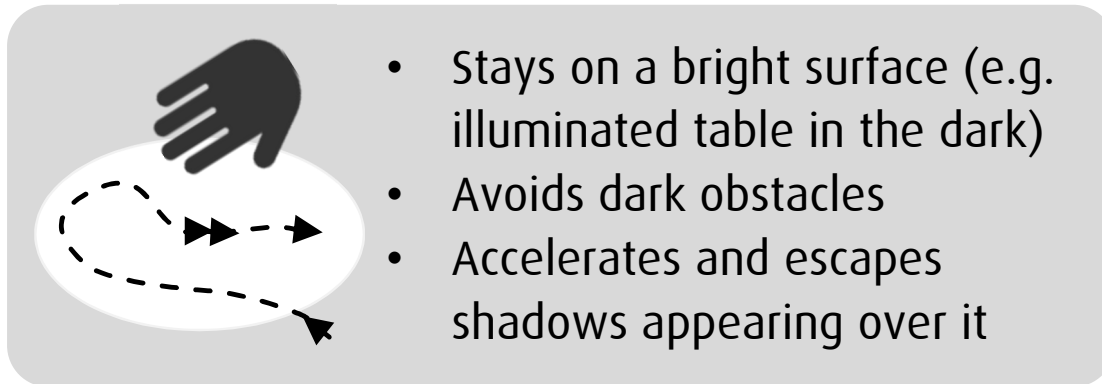 • Stays on a bright surface (e.g.
illuminated table in the dark)
• Avoids dark obstacles
• Accelerates and escapes
shadows appearing over it